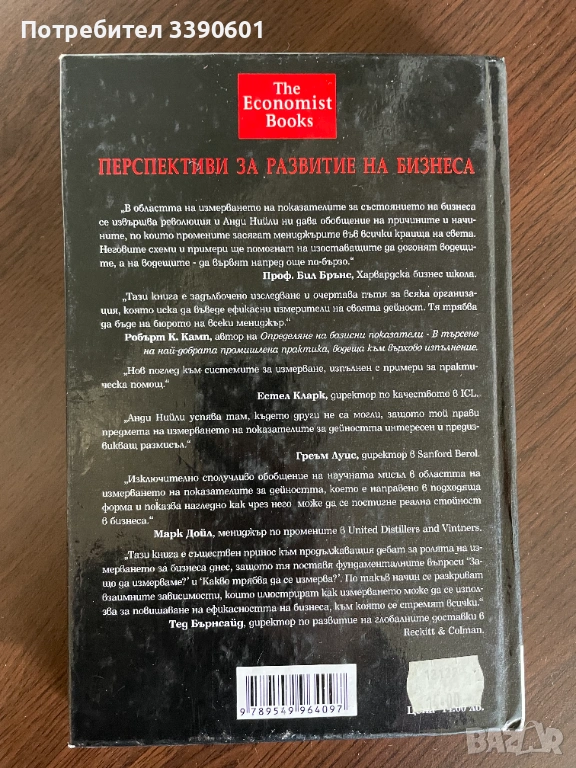 Потребител 3390601
The
Economist
Books
ПЕРСПЕКТИВИ ЗА РАЗВИТИЕ НА БИЗНЕСА
„В областта на измерването на показателите за състоянието на бизнеса
се извършва революция и Анди Нийли ни дава обобщение на причините и начи-
ните, по които промените засягат мениджърите във всички краища на света.
Неговите схеми и примери ще помогнат на изоставащите да догонят водещи-
те, а на водещите - да вървят напред още по-бързо.“
Проф. Бил Брънс, Харвардска бизнес школа.
„Тази книга е задълбочено изследване и очертава пътя за всяка организа-
ция, която иска да въведе ефикасни измерители на своята дейност. Тя трябва
да бъде на бюрото на всеки мениджър.“
Робърт К. Камп, автор на Определяне на базисни показатели - В търсене
на най-добрата промишлена практика, водеща към върхово изпълнение.
„Нов поглед към системите за измерване, изпълнен с примери за практи-
ческа помощ.“
Естел Кларк, директор по качеството в ICL.
„Анди Нийли успява там, където други не са могли, защото той прави
предмета на измерването на показателите за дейността интересен и предиз-
викващ размисъл.“
Греъм Луис, директор в Sanford Berol.
„Изключително сполучливо обобщение на научната мисъл в областта на
измерването на показателите за дейността, което е направено в подходяща
форма и показва нагледно как чрез него може да се постигне реална стойност
в бизнеса.“
Марк Дойл, мениджър по промените в United Distillers and Vintners.
„Тази книга е съществен принос към продължаващия дебат за ролята на из-
мерването за бизнеса днес, защото тя поставя фундаменталните въпроси ‘За-
що да измерваме?’ и ‘Какво трябва да се измерва?’. По такъв начин се разкриват
взаимните зависимости, които илюстрират как измерването може да се изпол-
зва за повишаване на ефикасността на бизнеса, към която се стремят всички.“
Тед Бърнсайд, директор по развитие на глобалните доставки в
Reckitt & Colman.
9 789549 964097
лв.
bazar